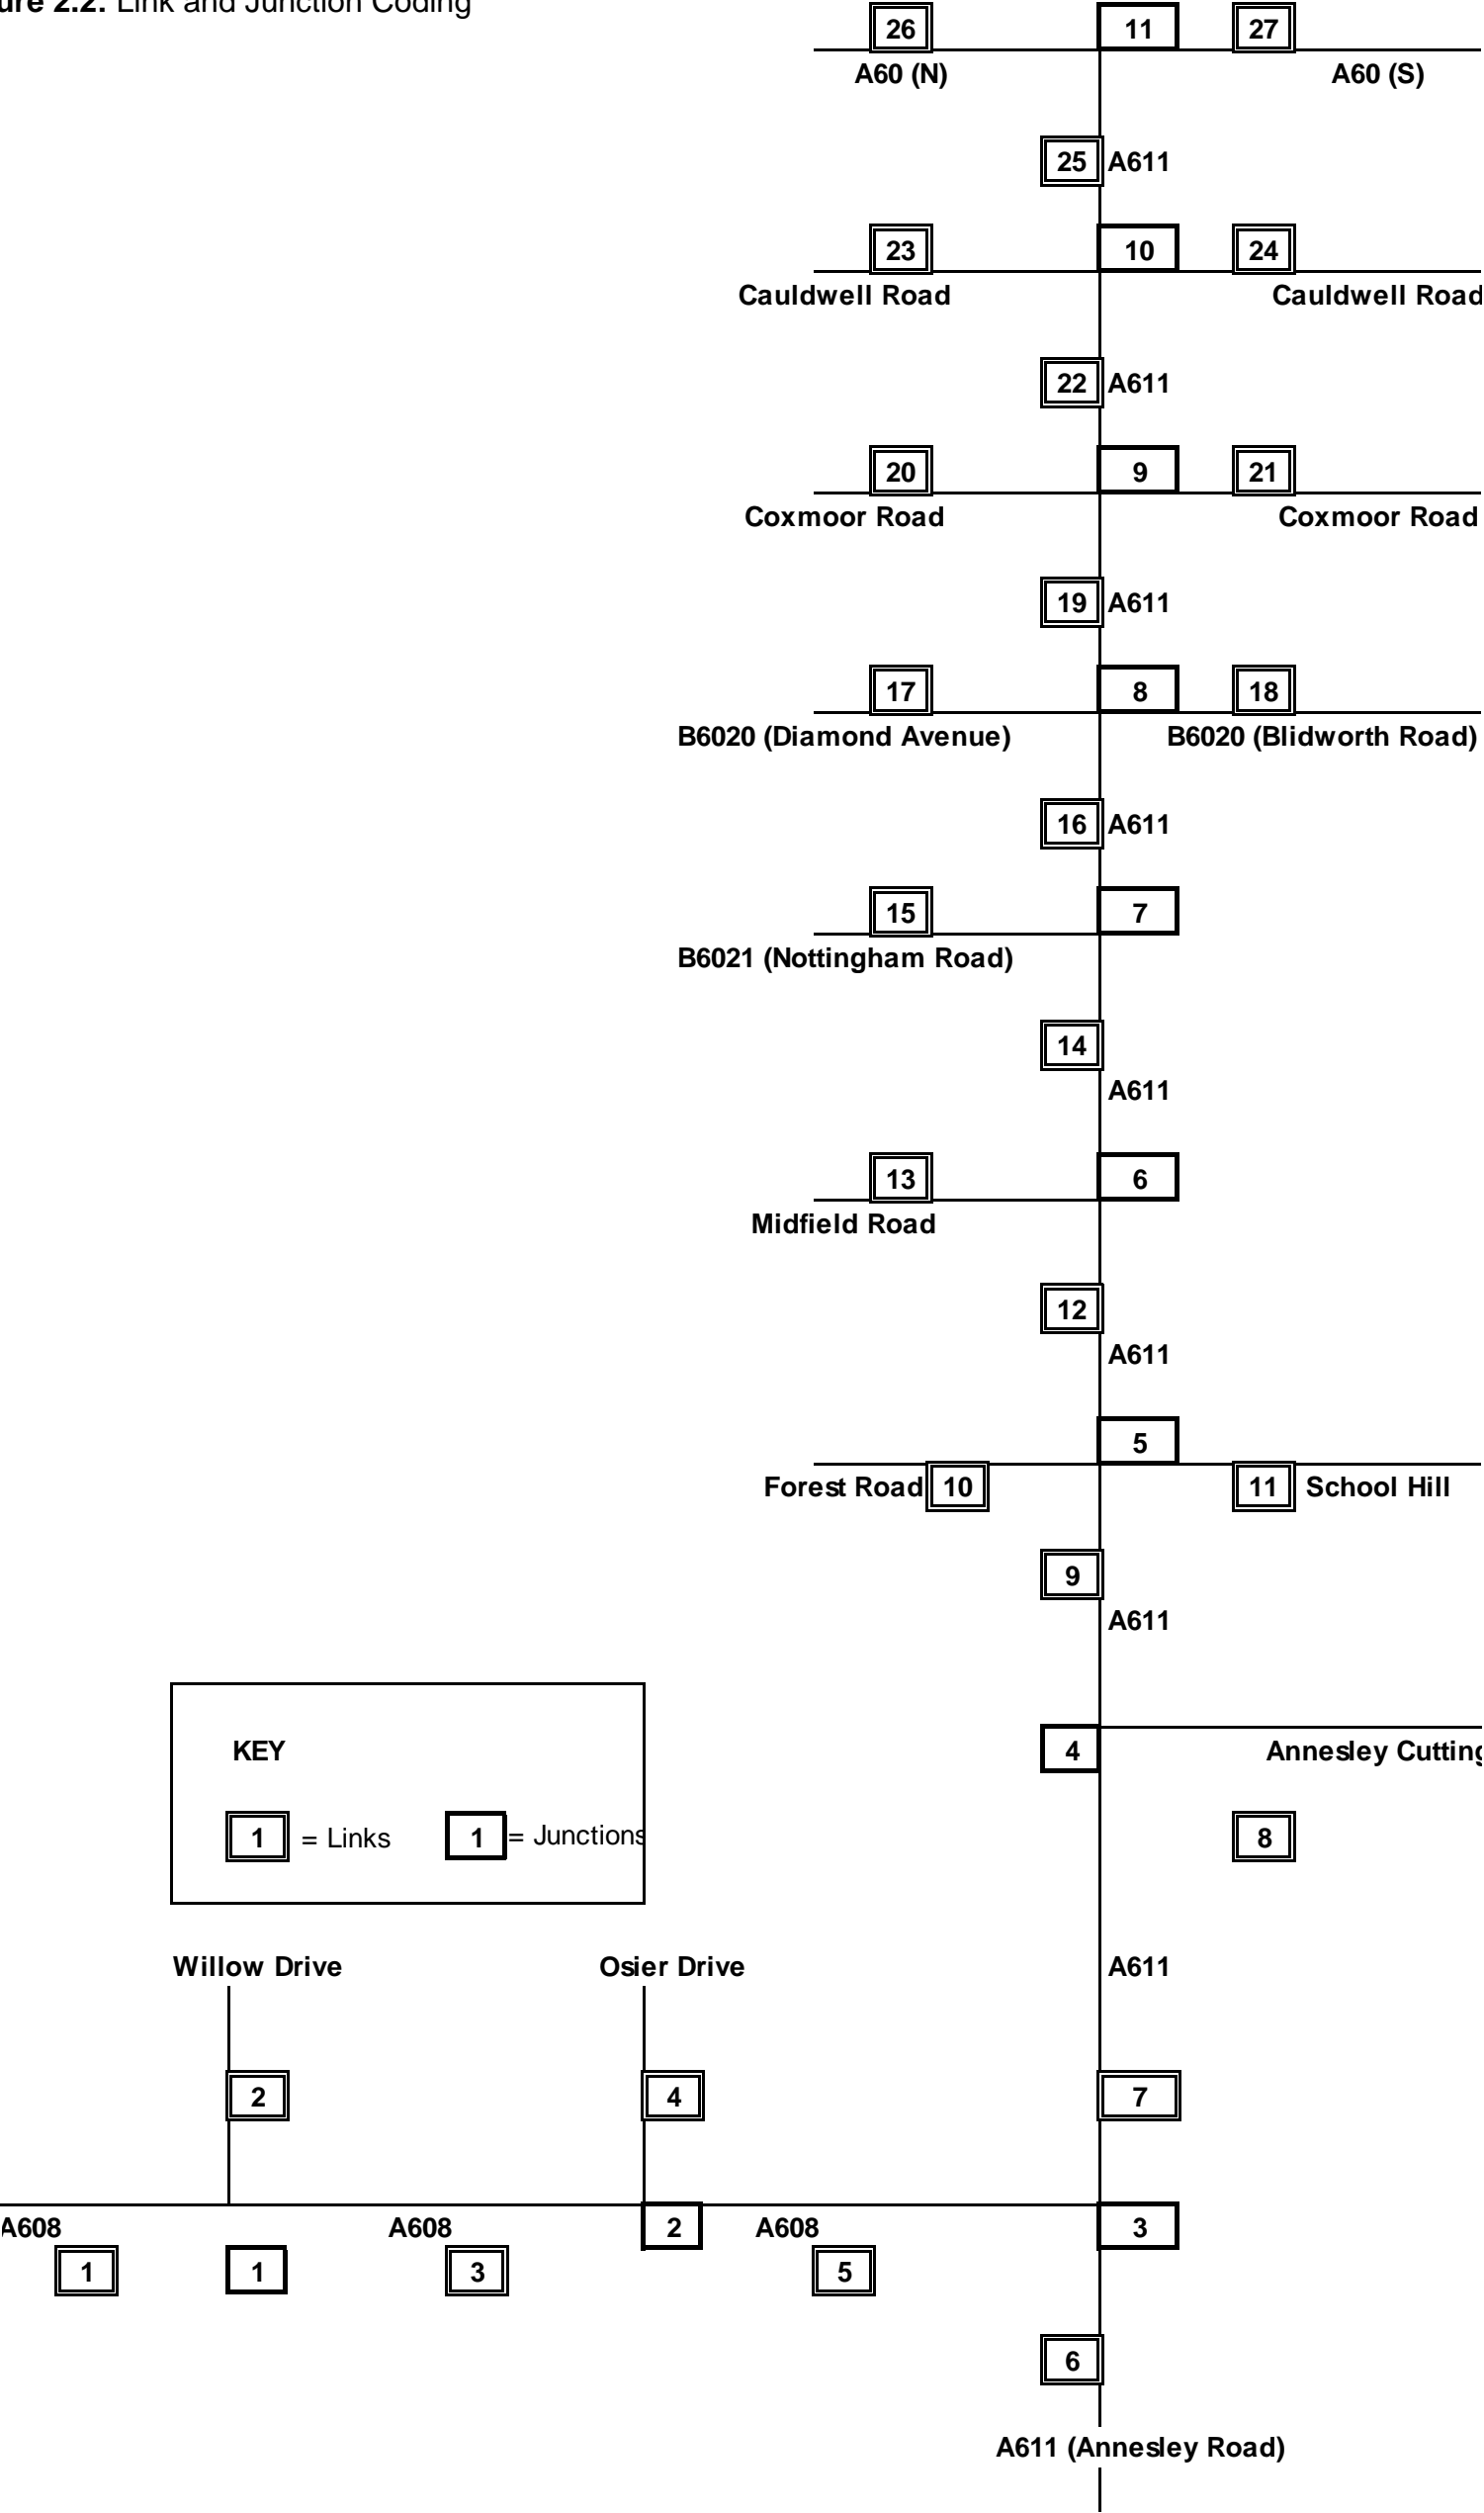 2.2: Link and Junction Coding
26 11 27
A60 (N) A60 (S)
25 A611
23 10 24
Cauldwell Road Cauldwell Road
22 A611
20 9 21
Coxmoor Road Coxmoor Road
19 A611
17 8 18
B6020 (Diamond Avenue) B6020 (Blidworth Road)
16 A611
15 7
B6021 (Nottingham Road)
14
A611
13 6
Midfield Road
12
A611
5
Forest Road 10 11 School Hill
9
A611
KEY
4 Annesley Cutting
1 = Links 1 = Junctions
8
Willow Drive Osier Drive A611
2 4 7
A608 A608 2 A608 3
1 1 3 5
6
A611 (Annesley Road)